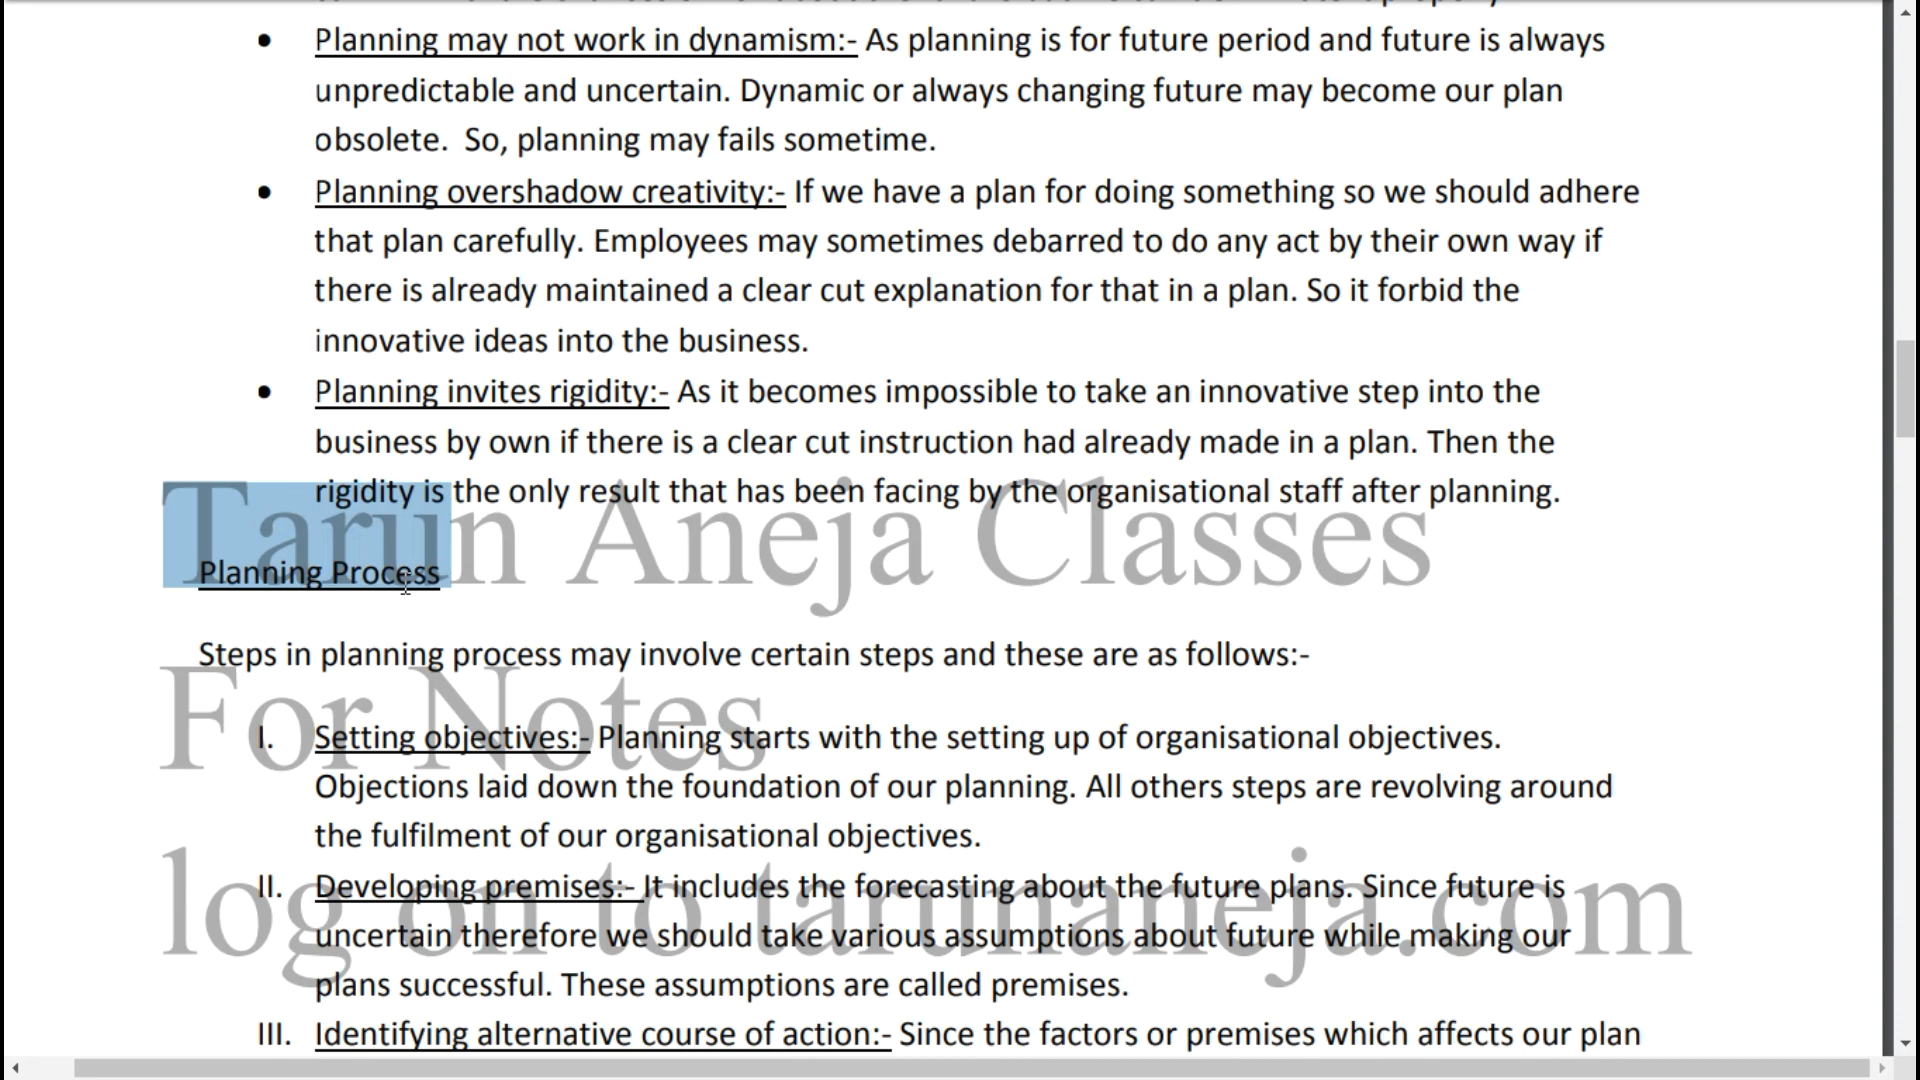 • Planning may not work in dynamism:- As planning is for future period and future is always
unpredictable and uncertain. Dynamic or always changing future may become our plan
obsolete.  So, planning may fails sometime.
• Planning overshadow creativity:- If we have a plan for doing something so we should adhere
that plan carefully. Employees may sometimes debarred to do any act by their own way if
there is already maintained a clear cut explanation for that in a plan. So it forbid the
innovative ideas into the business.
• Planning invites rigidity:- As it becomes impossible to take an innovative step into the
business by own if there is a clear cut instruction had already made in a plan. Then the
rigidity is the only result that has been facing by the organisational staff after planning.
Tarun Aneja Classes
Planning Process
Steps in planning process may involve certain steps and these are as follows:-
For Notes
I. Setting objectives:- Planning starts with the setting up of organisational objectives.
Objections laid down the foundation of our planning. All others steps are revolving around
the fulfilment of our organisational objectives.
log on to tarunaneja.com
II. Developing premises:- It includes the forecasting about the future plans. Since future is
uncertain therefore we should take various assumptions about future while making our
plans successful. These assumptions are called premises.
III. Identifying alternative course of action:- Since the factors or premises which affects our plan